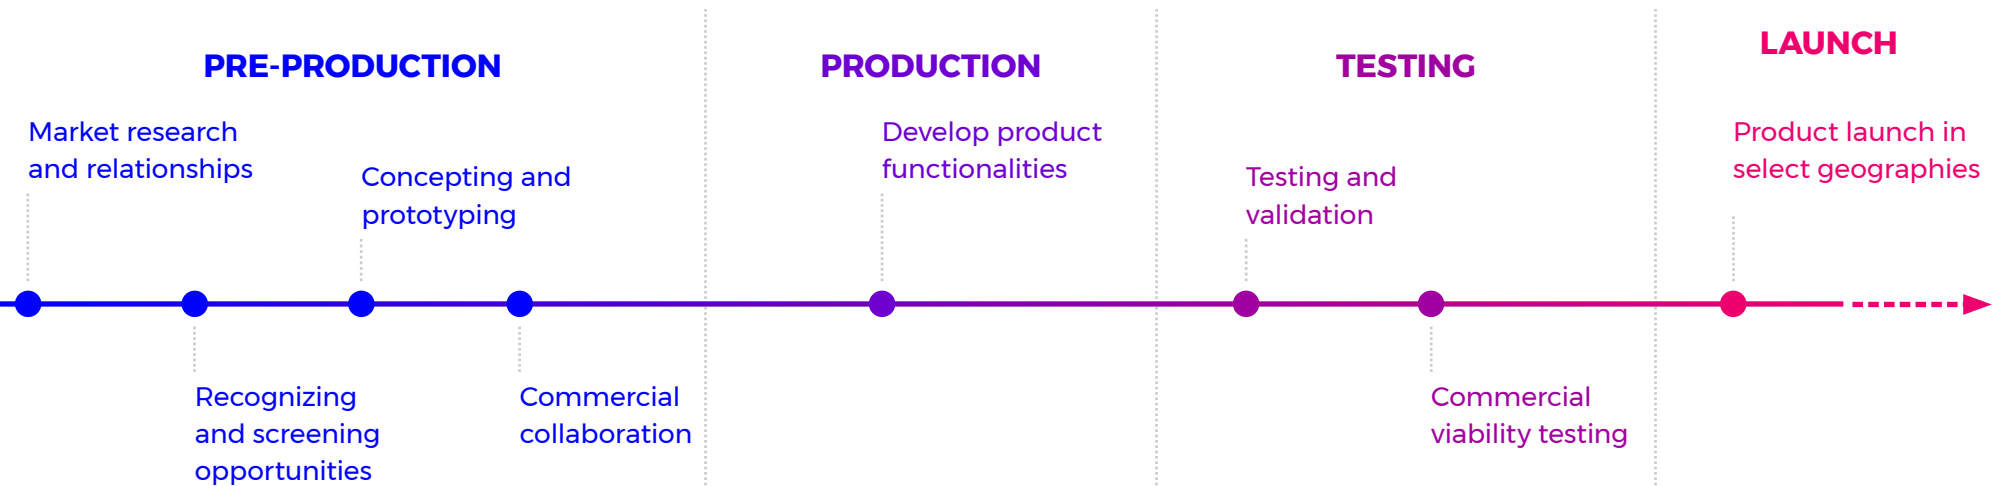 PRE-PRODUCTION
Market research
and relationships
Recognizing
and screening
opportunities
Concepting and
prototyping
Commercial
collaboration
PRODUCTION
Develop product
functionalities
TESTING
Testing and
validation
Commercial
viability testing
LAUNCH
Product launch in
select geographies